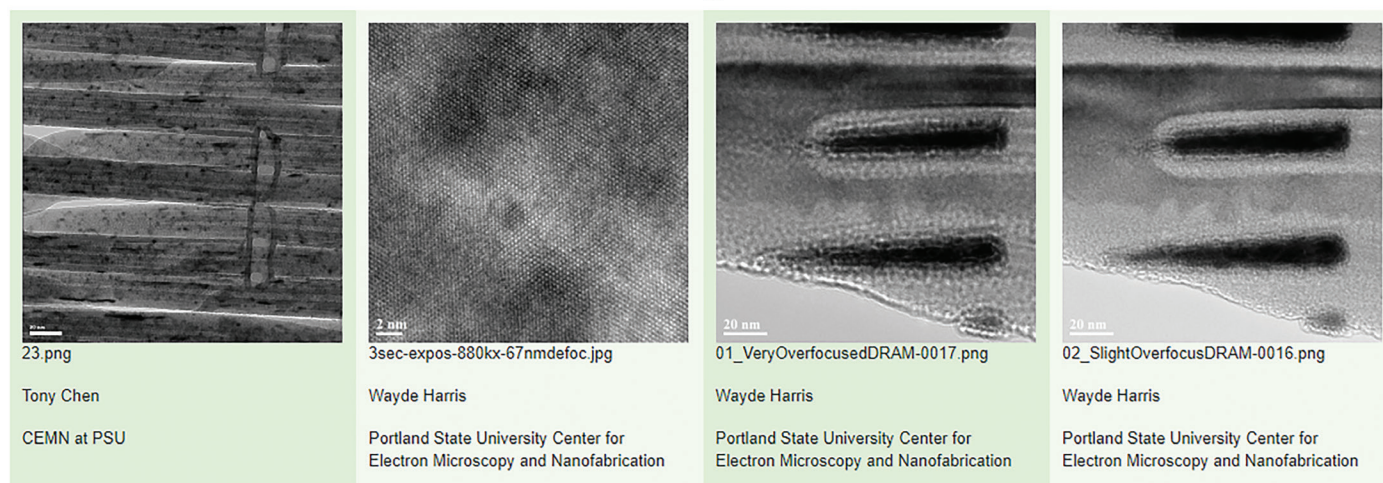 2 nm
20 nm
20 nm
23.png
3sec-expos-880kx-67nmdefoc.jpg
01_VeryOverfocusedDRAM-0017.png
02_SlightOverfocusDRAM-0016.png
Tony Chen
Wayde Harris
Wayde Harris
Wayde Harris
CEMN at PSU
Portland State University Center for
Electron Microscopy and Nanofabrication
Portland State University Center for
Electron Microscopy and Nanofabrication
Portland State University Center for
Electron Microscopy and Nanofabrication